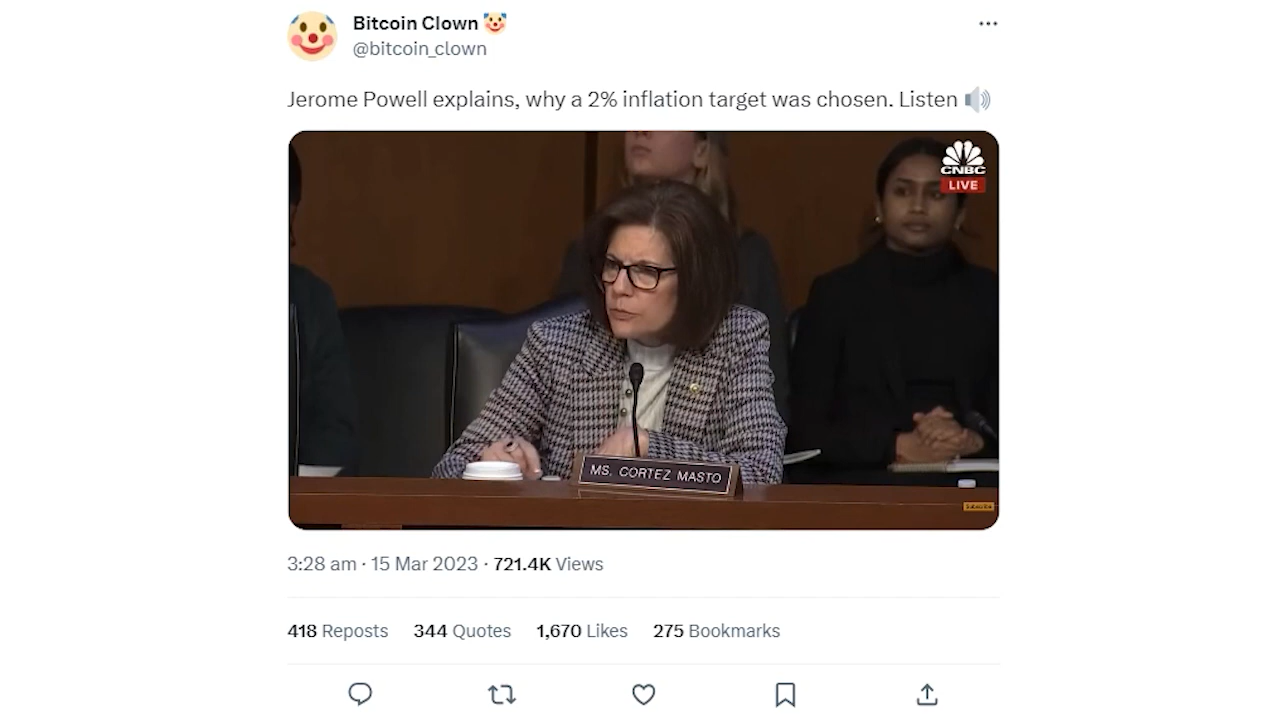 Bitcoin Clown 🤡
@bitcoin_clown
Jerome Powell explains, why a 2% inflation target was chosen. Listen 🔊
CNBC
LIVE
MS. CORTEZ MASTO
3:28 am · 15 Mar 2023 · 721.4K Views
418 Reposts 344 Quotes 1,670 Likes 275 Bookmarks